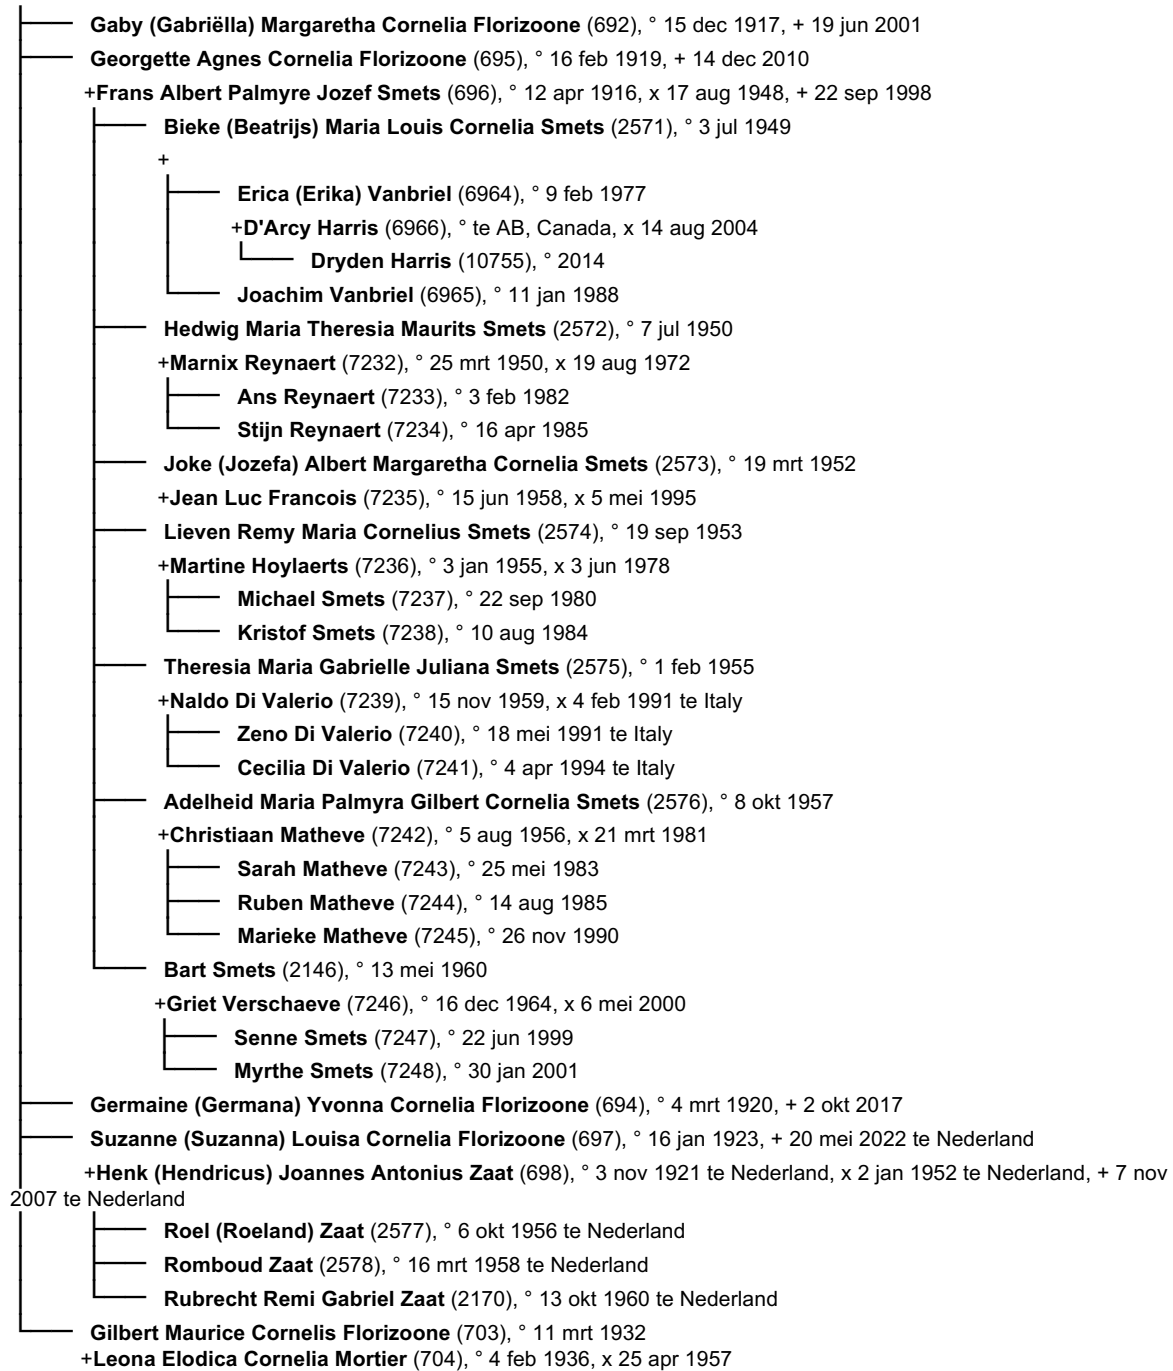 Gaby (Gabriëlla) Margaretha Cornelia Florizoone (692), ° 15 dec 1917, + 19 jun 2001
Georgette Agnes Cornelia Florizoone (695), ° 16 feb 1919, + 14 dec 2010
+Frans Albert Palmyre Jozef Smets (696), ° 12 apr 1916, x 17 aug 1948, + 22 sep 1998
Bieke (Beatrijs) Maria Louis Cornelia Smets (2571), ° 3 jul 1949
+
Erica (Erika) Vanbriel (6964), ° 9 feb 1977
+D'Arcy Harris (6966), ° te AB, Canada, x 14 aug 2004
Dryden Harris (10755), ° 2014
Joachim Vanbriel (6965), ° 11 jan 1988
Hedwig Maria Theresia Maurits Smets (2572), ° 7 jul 1950
+Marnix Reynaert (7232), ° 25 mrt 1950, x 19 aug 1972
Ans Reynaert (7233), ° 3 feb 1982
Stijn Reynaert (7234), ° 16 apr 1985
Joke (Jozefa) Albert Margaretha Cornelia Smets (2573), ° 19 mrt 1952
+Jean Luc Francois (7235), ° 15 jun 1958, x 5 mei 1995
Lieven Remy Maria Cornelius Smets (2574), ° 19 sep 1953
+Martine Hoylaerts (7236), ° 3 jan 1955, x 3 jun 1978
Michael Smets (7237), ° 22 sep 1980
Kristof Smets (7238), ° 10 aug 1984
Theresia Maria Gabrielle Juliana Smets (2575), ° 1 feb 1955
+Naldo Di Valerio (7239), ° 15 nov 1959, x 4 feb 1991 te Italy
Zeno Di Valerio (7240), ° 18 mei 1991 te Italy
Cecilia Di Valerio (7241), ° 4 apr 1994 te Italy
Adelheid Maria Palmyra Gilbert Cornelia Smets (2576), ° 8 okt 1957
+Christiaan Matheve (7242), ° 5 aug 1956, x 21 mrt 1981
Sarah Matheve (7243), ° 25 mei 1983
Ruben Matheve (7244), ° 14 aug 1985
Marieke Matheve (7245), ° 26 nov 1990
Bart Smets (2146), ° 13 mei 1960
+Griet Verschaeve (7246), ° 16 dec 1964, x 6 mei 2000
Senne Smets (7247), ° 22 jun 1999
Myrthe Smets (7248), ° 30 jan 2001
Germaine (Germana) Yvonna Cornelia Florizoone (694), ° 4 mrt 1920, + 2 okt 2017
Suzanne (Suzanna) Louisa Cornelia Florizoone (697), ° 16 jan 1923, + 20 mei 2022 te Nederland
+Henk (Hendricus) Joannes Antonius Zaat (698), ° 3 nov 1921 te Nederland, x 2 jan 1952 te Nederland, + 7 nov
2007 te Nederland
Roel (Roeland) Zaat (2577), ° 6 okt 1956 te Nederland
Romboud Zaat (2578), ° 16 mrt 1958 te Nederland
Rubrecht Remi Gabriel Zaat (2170), ° 13 okt 1960 te Nederland
Gilbert Maurice Cornelis Florizoone (703), ° 11 mrt 1932
+Leona Elodica Cornelia Mortier (704), ° 4 feb 1936, x 25 apr 1957